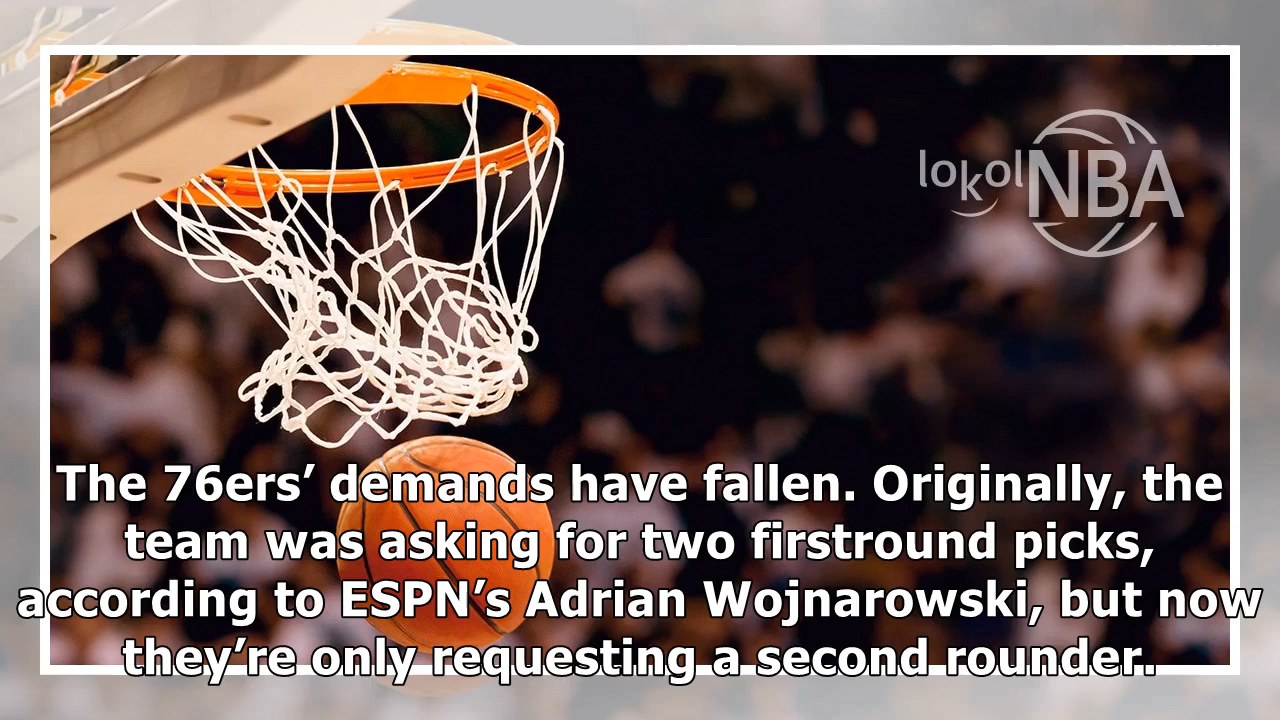 lokol NBA
The 76ers’ demands have fallen. Originally, the
team was asking for two firstround picks,
according to ESPN’s Adrian Wojnarowski, but now
they’re only requesting a second rounder.